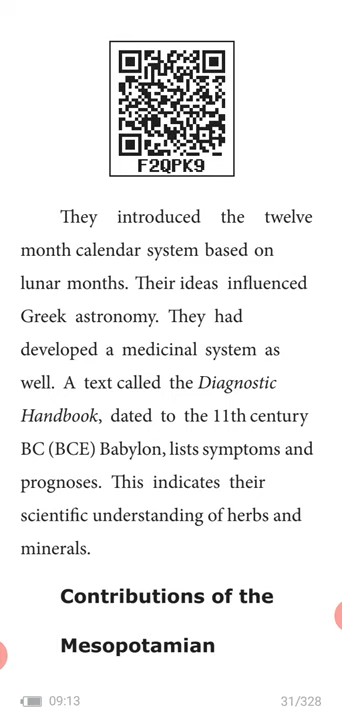 F2QPK9
They introduced the twelve
month calendar system based on
lunar months. Their ideas influenced
Greek astronomy. They had
developed a medicinal system as
well. A text called the Diagnostic
Handbook, dated to the 11th century
BC (BCE) Babylon, lists symptoms and
prognoses. This indicates their
scientific understanding of herbs and
minerals.
Contributions of the
Mesopotamian
09:13 31/328